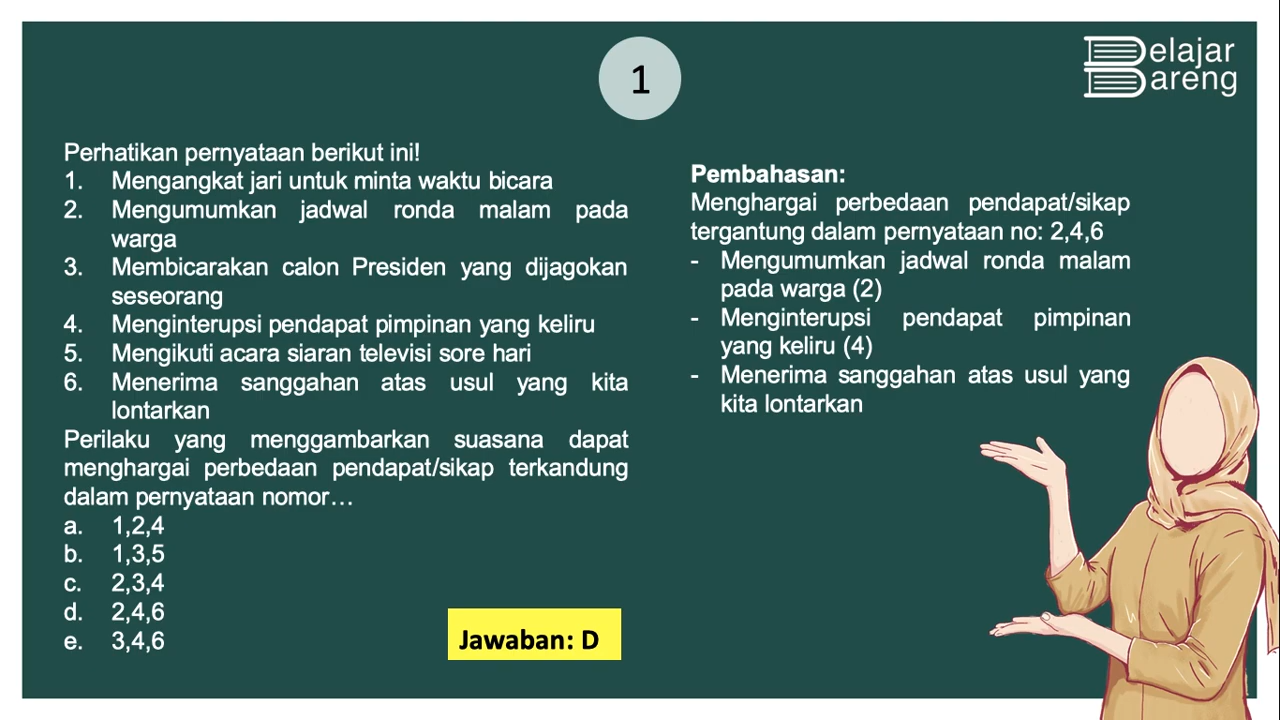 1
Belajar
Bareng
Perhatikan pernyataan berikut ini!
1. Mengangkat jari untuk minta waktu bicara
2. Mengumumkan jadwal ronda malam pada
warga
3. Membicarakan calon Presiden yang dijagokan
seseorang
4. Menginterupsi pendapat pimpinan yang keliru
5. Mengikuti acara siaran televisi sore hari
6. Menerima sanggahan atas usul yang kita
lontarkan
Perilaku yang menggambarkan suasana dapat
menghargai perbedaan pendapat/sikap terkandung
dalam pernyataan nomor…
a. 1,2,4
b. 1,3,5
c. 2,3,4
d. 2,4,6
e. 3,4,6
Jawaban: D
Pembahasan:
Menghargai perbedaan pendapat/sikap
tergantung dalam pernyataan no: 2,4,6
- Mengumumkan jadwal ronda malam
pada warga (2)
- Menginterupsi pendapat pimpinan
yang keliru (4)
- Menerima sanggahan atas usul yang
kita lontarkan